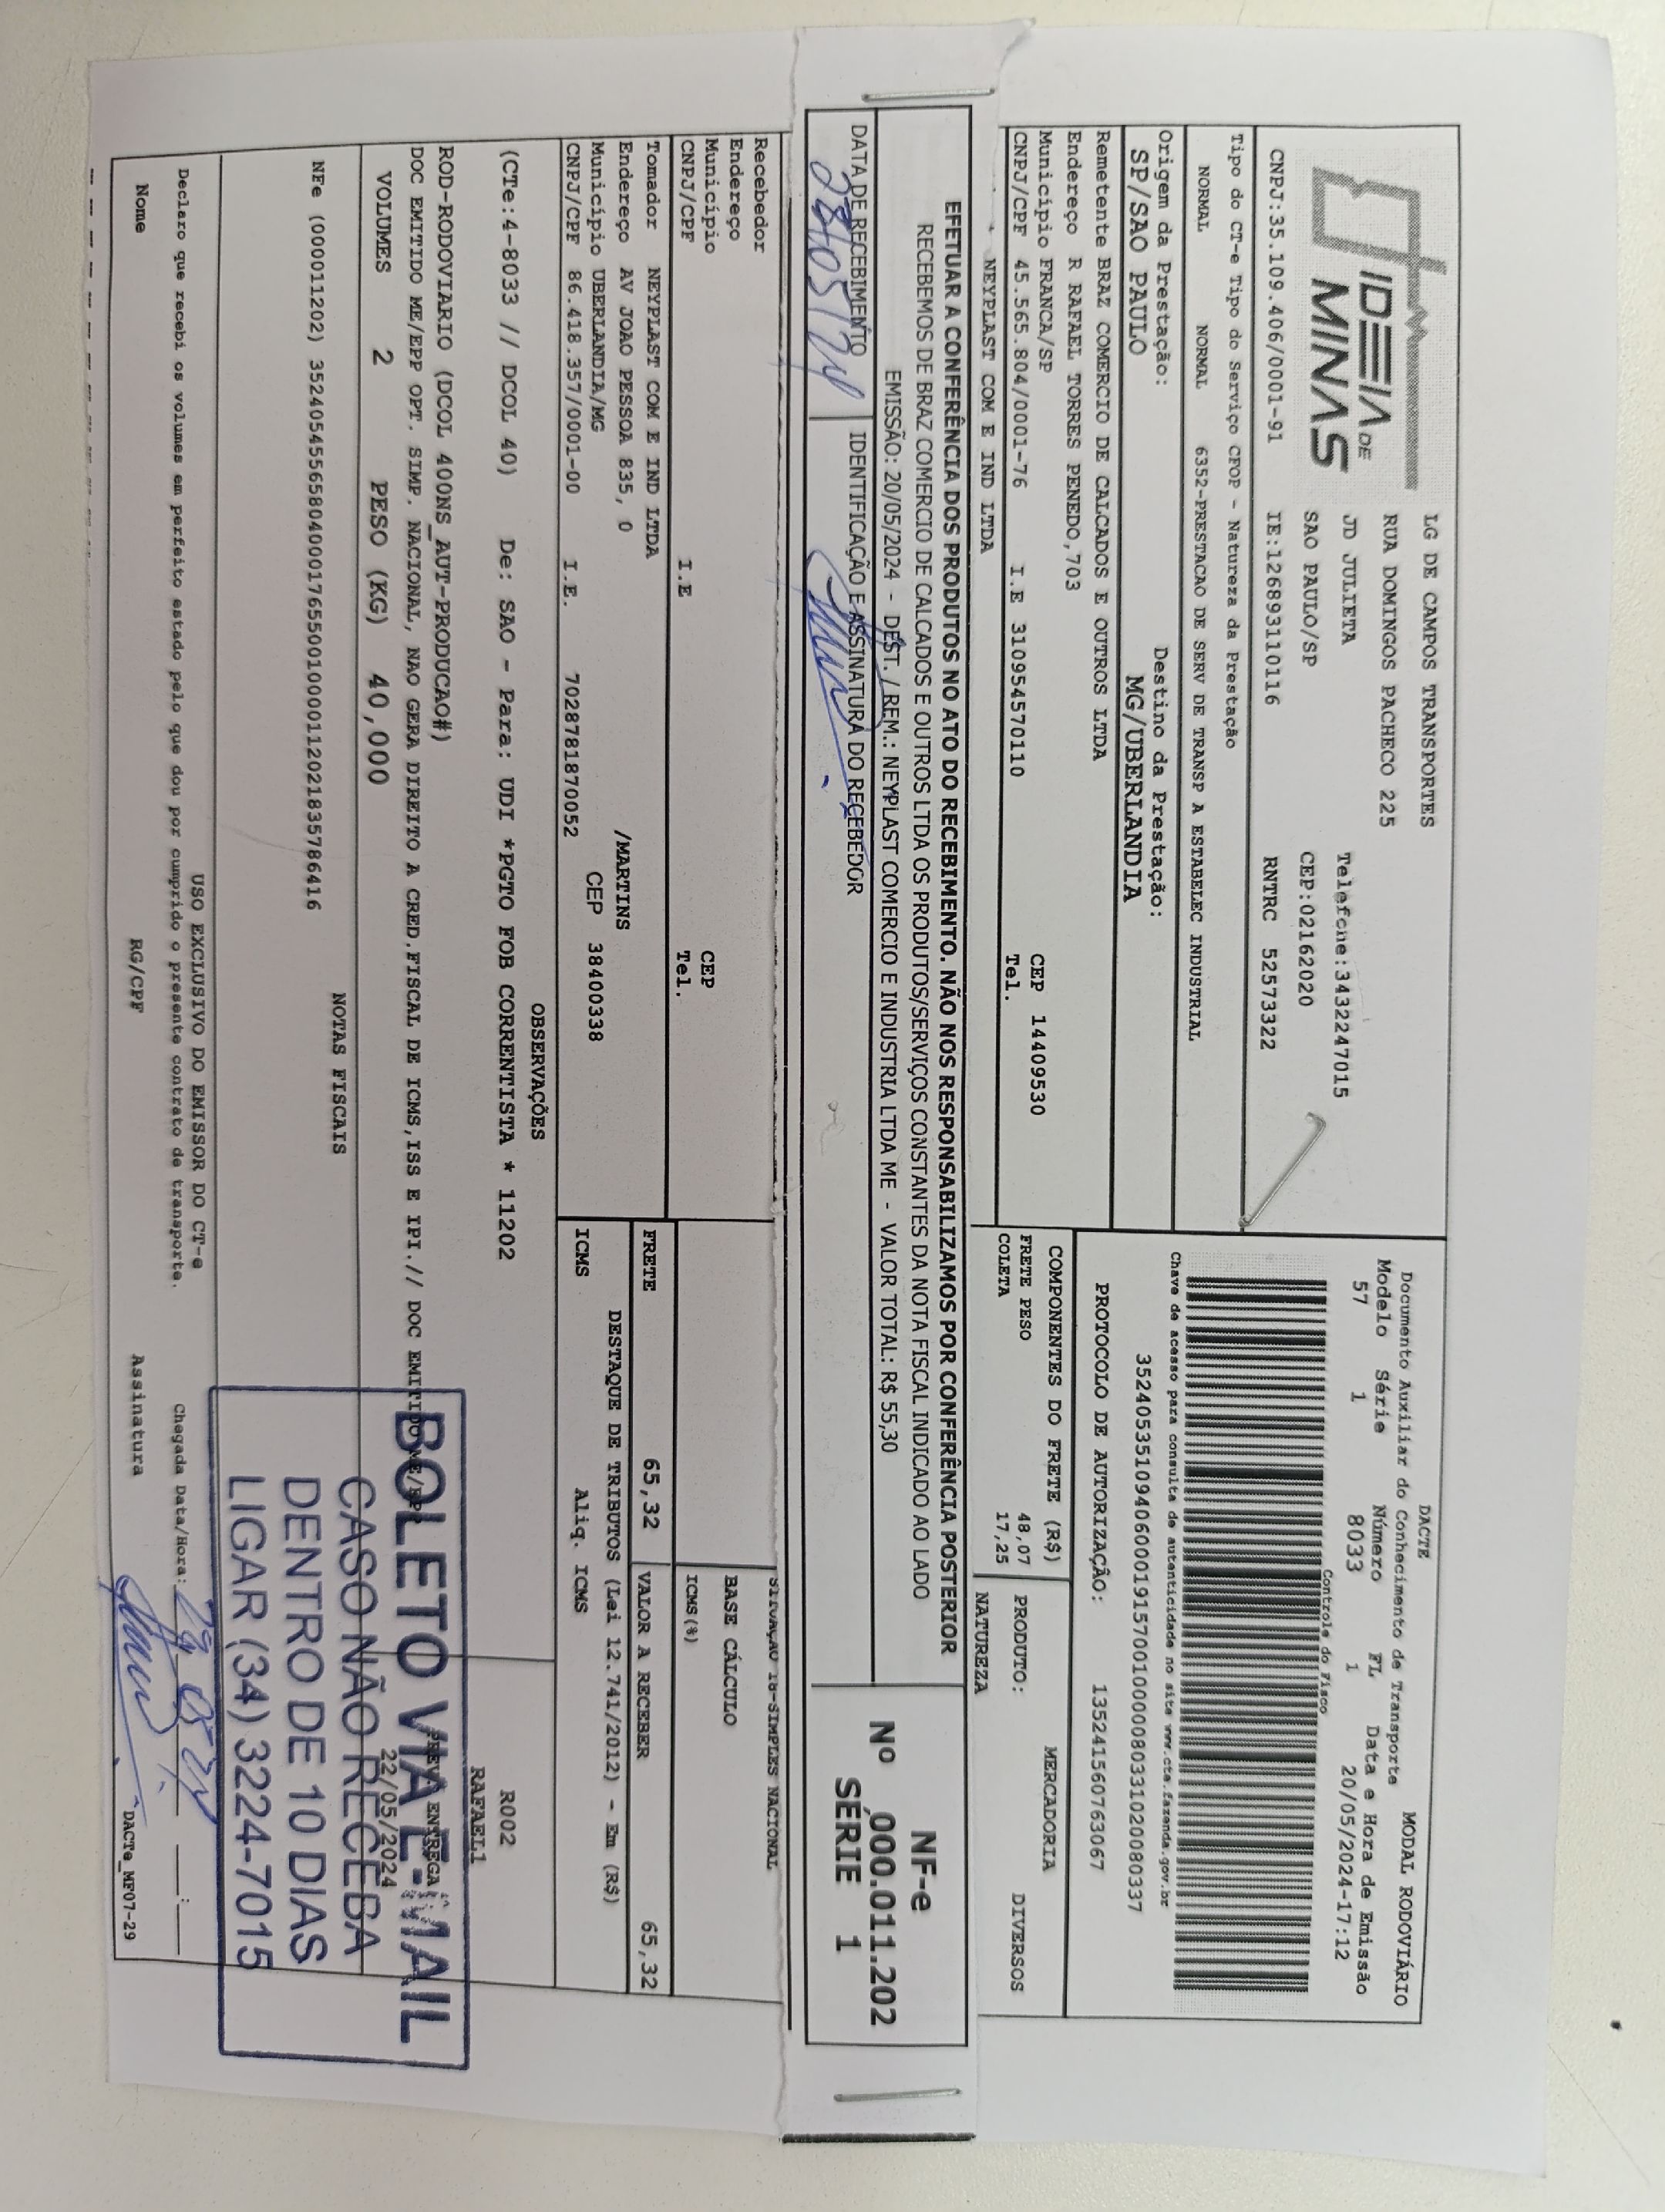 IDEIA DE
MINAS
LG DE CAMPOS TRANSPORTES
RUA DOMINGOS PACHECO 225
JD JULIETA
SAO PAULO/SP
Telefone:3432247015
CEP:02162020
CNPJ:35.109.406/0001-91 IE:126893110116 RNTRC 52573322
DACTE
Documento Auxiliar do Conhecimento de Transporte
MODAL RODOVIÁRIO
Modelo Série Número FL Data e Hora de Emissão
57 1 8033 1 20/05/2024-17:12
Controle do Fisco
Tipo do CT-e Tipo do Serviço CFOP - Natureza da Prestação
NORMAL NORMAL 6352-PRESTACAO DE SERV DE TRANSP A ESTABELEC INDUSTRIAL
Chave de acesso para consulta de autenticidade no site www.cte.fazenda.gov.br
35240535109406000191570010000080331020080337
Origem da Prestação: Destino da Prestação:
SP/SAO PAULO MG/UBERLANDIA
PROTOCOLO DE AUTORIZAÇÃO: 135241560763067
Remetente BRAZ COMERCIO DE CALCADOS E OUTROS LTDA
Endereço R RAFAEL TORRES PENEDO,703
Município FRANCA/SP CEP 14409530
CNPJ/CPF 45.565.804/0001-76 I.E 310954570110 Tel.
NEYPLAST COM E IND LTDA
COMPONENTES DO FRETE (R$) MERCADORIA
FRETE PESO 48,07 PRODUTO: DIVERSOS
COLETA 17,25
NATUREZA
EFETUAR A CONFERÊNCIA DOS PRODUTOS NO ATO DO RECEBIMENTO. NÃO NOS RESPONSABILIZAMOS POR CONFERÊNCIA POSTERIOR
RECEBEMOS DE BRAZ COMERCIO DE CALCADOS E OUTROS LTDA OS PRODUTOS/SERVIÇOS CONSTANTES DA NOTA FISCAL INDICADO AO LADO
EMISSÃO: 20/05/2024 - DEST. / REM.: NEYPLAST COMERCIO E INDUSTRIA LTDA ME - VALOR TOTAL: R$ 55,30
NF-e
Nº 000.011.202
SÉRIE 1
DATA DE RECEBIMENTO IDENTIFICAÇÃO E ASSINATURA DO RECEBEDOR
Recebedor
Endereço
Município CEP
CNPJ/CPF I.E Tel.
SITUAÇÃO TB-SIMPLES NACIONAL
BASE CÁLCULO
ICMS(%)
Tomador NEYPLAST COM E IND LTDA
Endereço AV JOAO PESSOA 835, 0 /MARTINS
Município UBERLANDIA/MG CEP 38400338
CNPJ/CPF 86.418.357/0001-00 I.E. 7028781870052
FRETE 65,32 VALOR A RECEBER 65,32
DESTAQUE DE TRIBUTOS (Lei 12.741/2012) - Em (R$)
ICMS Aliq. ICMS
OBSERVAÇÕES
(CTe:4-8033 // DCOL 40) De: SAO - Para: UDI *PGTO FOB CORRENTISTA * 11202
R002
RAFAEL1
ROD-RODOVIARIO (DCOL 400NS_AUT-PRODUCAO#)
DOC EMITIDO ME/EPP OPT. SIMP. NACIONAL, NAO GERA DIREITO A CRED.FISCAL DE ICMS,ISS E IPI.// DOC EMITIDO ME/EPP
PREV. ENTREGA
22/05/2024
VOLUMES 2 PESO (KG) 40,000
NOTAS FISCAIS
NFe (000011202) 35240545565804000176550010000112021835786416
BOLETO VIA E-MAIL
CASO NÃO RECEBA
DENTRO DE 10 DIAS
LIGAR (34) 3224-7015
USO EXCLUSIVO DO EMISSOR DO CT-e
Declaro que recebi os volumes em perfeito estado pelo que dou por cumprido o presente contrato de transporte.
Chegada Data/Hora:
Nome RG/CPF Assinatura
DACTe_MF07-29